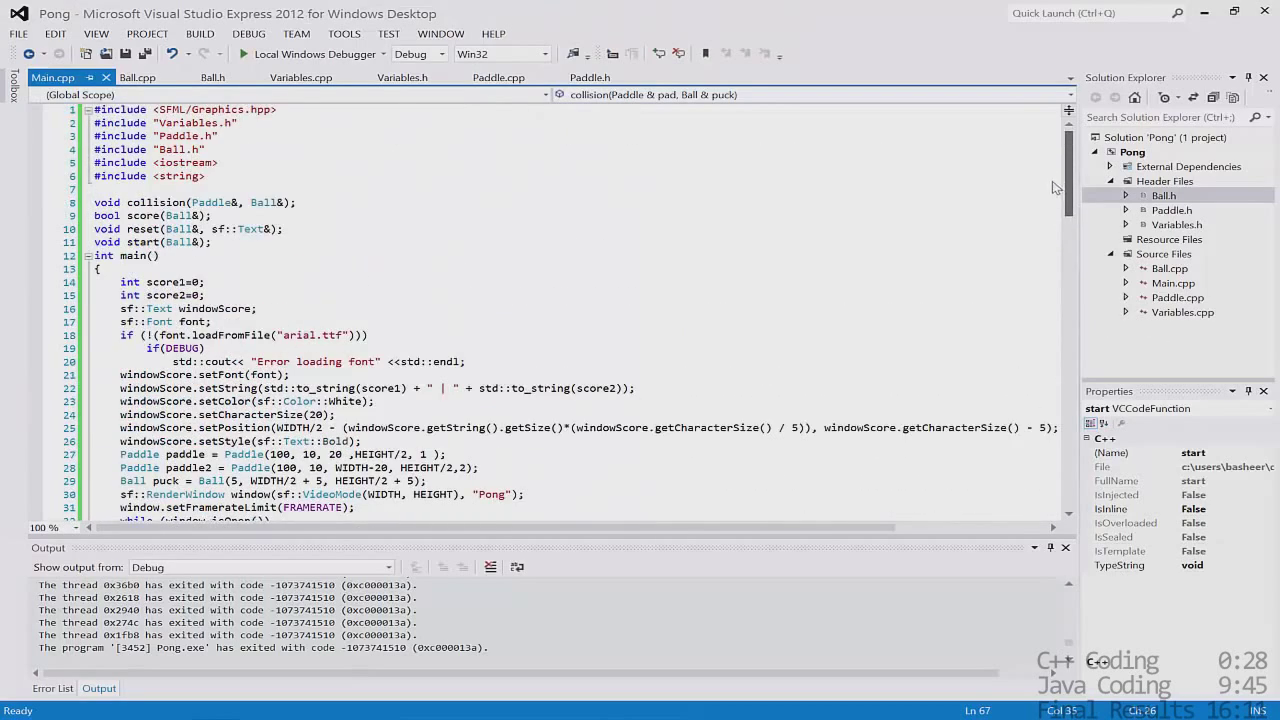 Pong - Microsoft Visual Studio Express 2012 for Windows Desktop
Quick Launch (Ctrl+Q)
FILE EDIT VIEW PROJECT BUILD DEBUG TEAM TOOLS TEST WINDOW HELP
Local Windows Debugger Debug Win32
Toolbox
Main.cpp Ball.cpp Ball.h Variables.cpp Variables.h Paddle.cpp Paddle.h
(Global Scope) collision(Paddle & pad, Ball & puck)
1 #include <SFML/Graphics.hpp>
2 #include "Variables.h"
3 #include "Paddle.h"
4 #include "Ball.h"
5 #include <iostream>
6 #include <string>
7
8 void collision(Paddle&, Ball&);
9 bool score(Ball&);
10 void reset(Ball&, sf::Text&);
11 void start(Ball&);
12 int main()
13 {
14 int score1=0;
15 int score2=0;
16 sf::Text windowScore;
17 sf::Font font;
18 if (!(font.loadFromFile("arial.ttf")))
19 if(DEBUG)
20 std::cout<< "Error loading font" <<std::endl;
21 windowScore.setFont(font);
22 windowScore.setString(std::to_string(score1) + " | " + std::to_string(score2));
23 windowScore.setColor(sf::Color::White);
24 windowScore.setCharacterSize(20);
25 windowScore.setPosition(WIDTH/2 - (windowScore.getString().getSize()*(windowScore.getCharacterSize() / 5)), windowScore.getCharacterSize() - 5);
26 windowScore.setStyle(sf::Text::Bold);
27 Paddle paddle = Paddle(100, 10, 20 ,HEIGHT/2, 1 );
28 Paddle paddle2 = Paddle(100, 10, WIDTH-20, HEIGHT/2,2);
29 Ball puck = Ball(5, WIDTH/2 + 5, HEIGHT/2 + 5);
30 sf::RenderWindow window(sf::VideoMode(WIDTH, HEIGHT), "Pong");
31 window.setFramerateLimit(FRAMERATE);
while (window.isOpen())
100 %
Output
Show output from: Debug
The thread 0x36b0 has exited with code -1073741510 (0xc000013a).
The thread 0x2618 has exited with code -1073741510 (0xc000013a).
The thread 0x2940 has exited with code -1073741510 (0xc000013a).
The thread 0x274c has exited with code -1073741510 (0xc000013a).
The thread 0x1fb8 has exited with code -1073741510 (0xc000013a).
The program '[3452] Pong.exe' has exited with code -1073741510 (0xc000013a).
Error List Output
Solution Explorer
Search Solution Explorer (Ctrl+;)
Solution 'Pong' (1 project)
Pong
External Dependencies
Header Files
Ball.h
Paddle.h
Variables.h
Resource Files
Source Files
Ball.cpp
Main.cpp
Paddle.cpp
Variables.cpp
Properties
start VCCodeFunction
C++
(Name) start
File c:\users\basheer\c
FullName start
IsInjected False
IsInline False
IsOverloaded False
IsSealed False
IsTemplate False
TypeString void
C++
C++ Coding 0:28
Java Coding 9:45
Final Results 16:11
Ready Ln 67 Col 35 Ch 26 INS